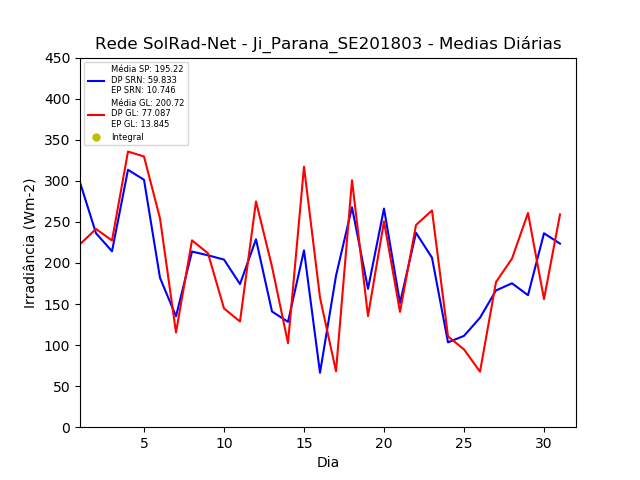 Rede SolRad-Net - Ji_Parana_SE201803 - Medias Diárias
450
400
350
300
250
200
150
100
50
0
Irradiância (Wm-2)
Média SP: 195.22
DP SRN: 59.833
EP SRN: 10.746
Média GL: 200.72
DP GL: 77.087
EP GL: 13.845
Integral
5 10 15 20 25 30
Dia